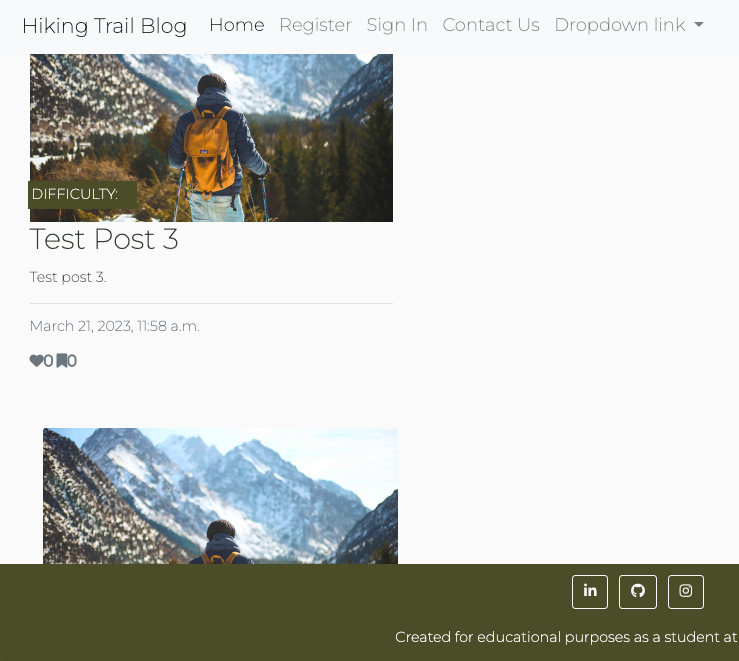 Hiking Trail Blog Home Register Sign In Contact Us Dropdown link
DIFFICULTY:
Test Post 3
Test post 3.
March 21, 2023, 11:58 a.m.
0 0
in
Created for educational purposes as a student at